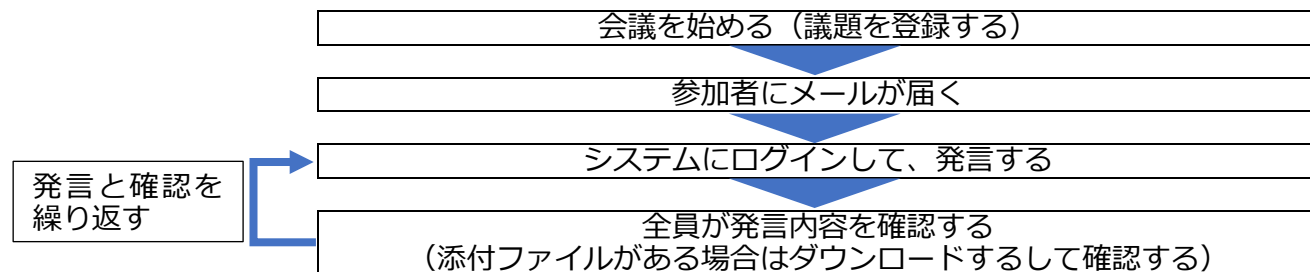 会議を始める（議題を登録する）
参加者にメールが届く
システムにログインして、発言する
発言と確認を
繰り返す
全員が発言内容を確認する
（添付ファイルがある場合はダウンロードするして確認する）